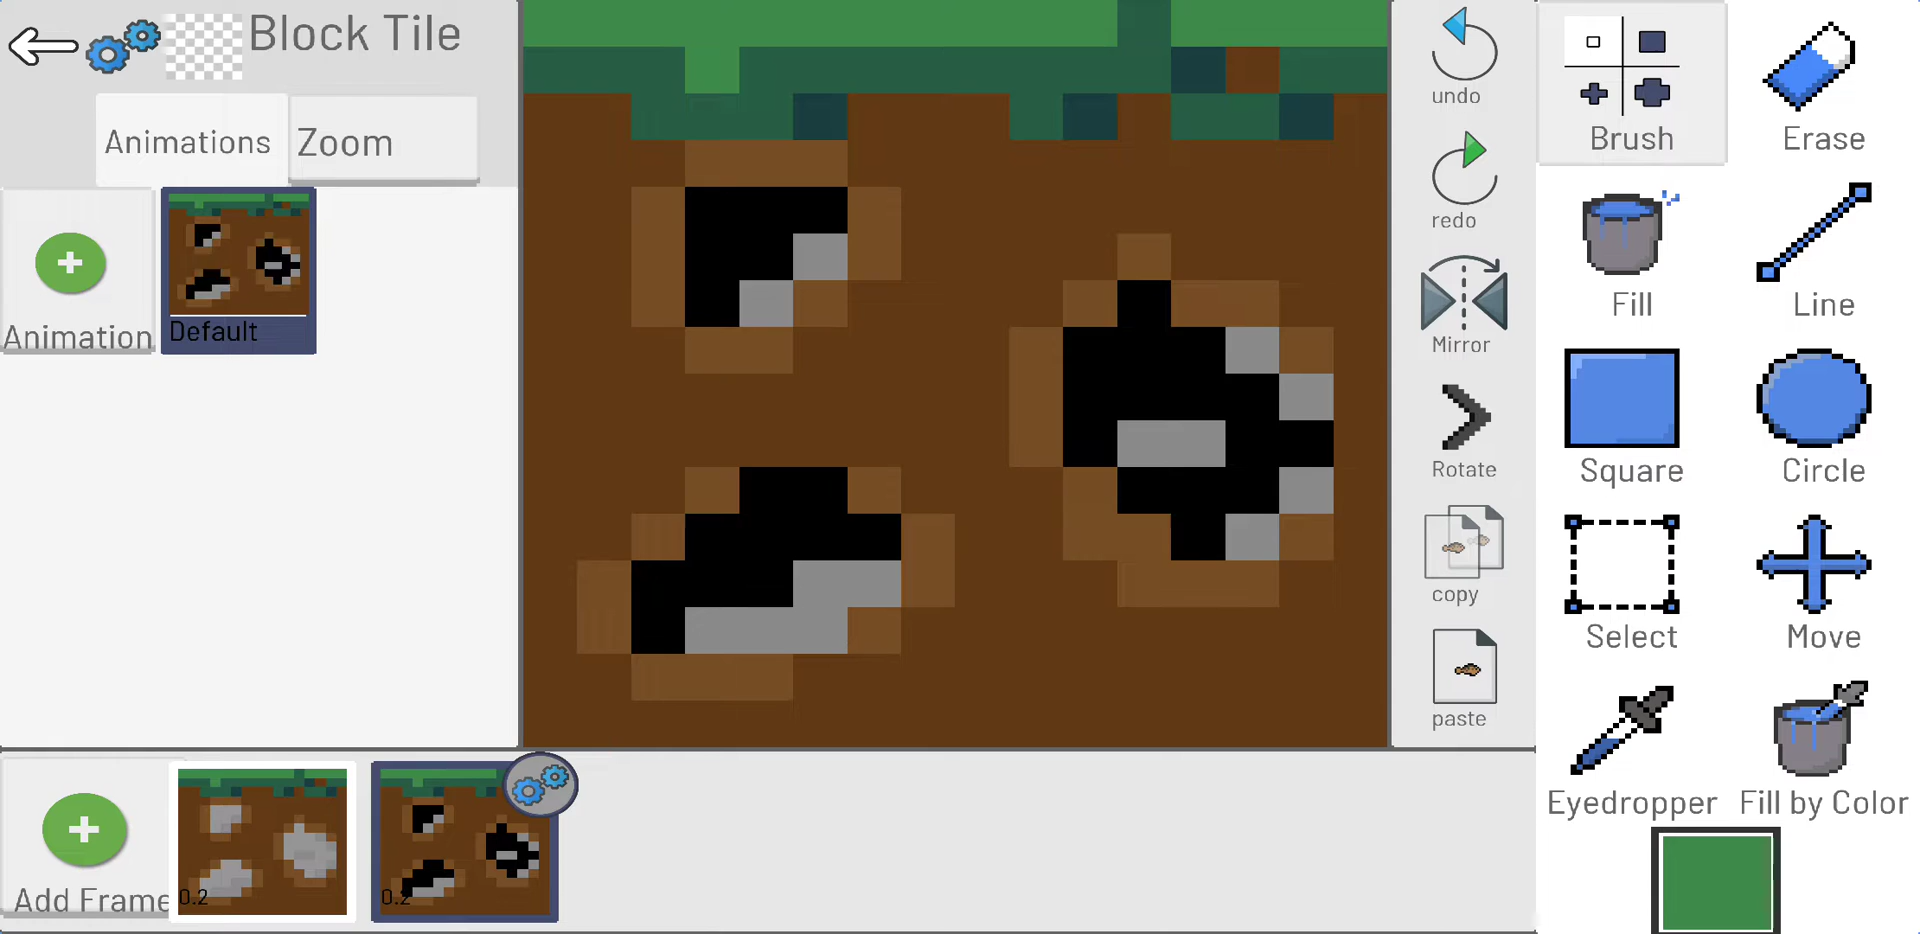 Block Tile
Animations
Zoom
Animation
Default
undo
redo
Mirror
Rotate
copy
paste
Brush
Erase
Fill
Line
Square
Circle
Select
Move
Eyedropper
Fill by Color
Add Frame
0.2
0.2